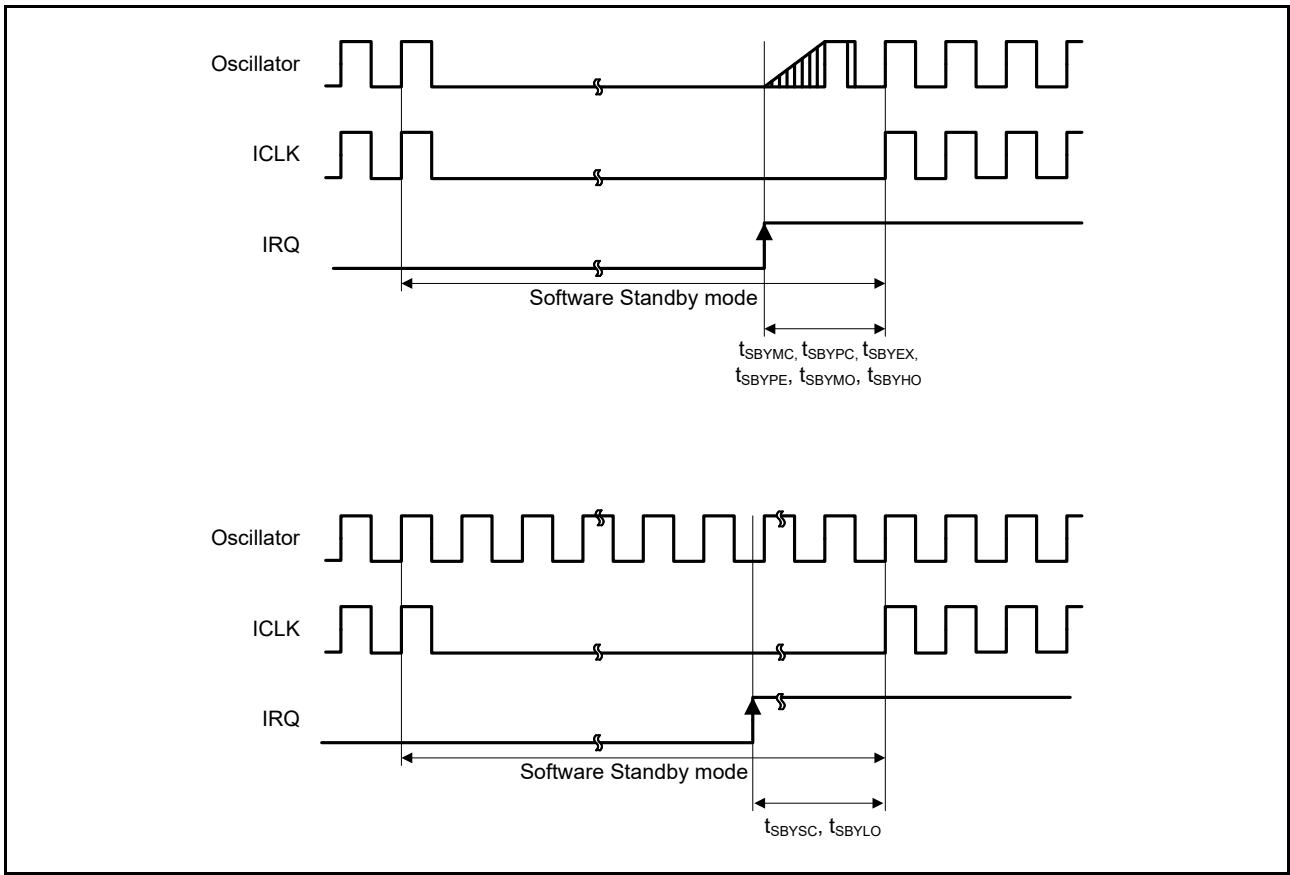 Oscillator
ICLK
IRQ
Software Standby mode
tSBYMC, tSBYPC, tSBYEX,
tSBYPE, tSBYMO, tSBYHO
Oscillator
ICLK
IRQ
Software Standby mode
tSBYSC, tSBYLO